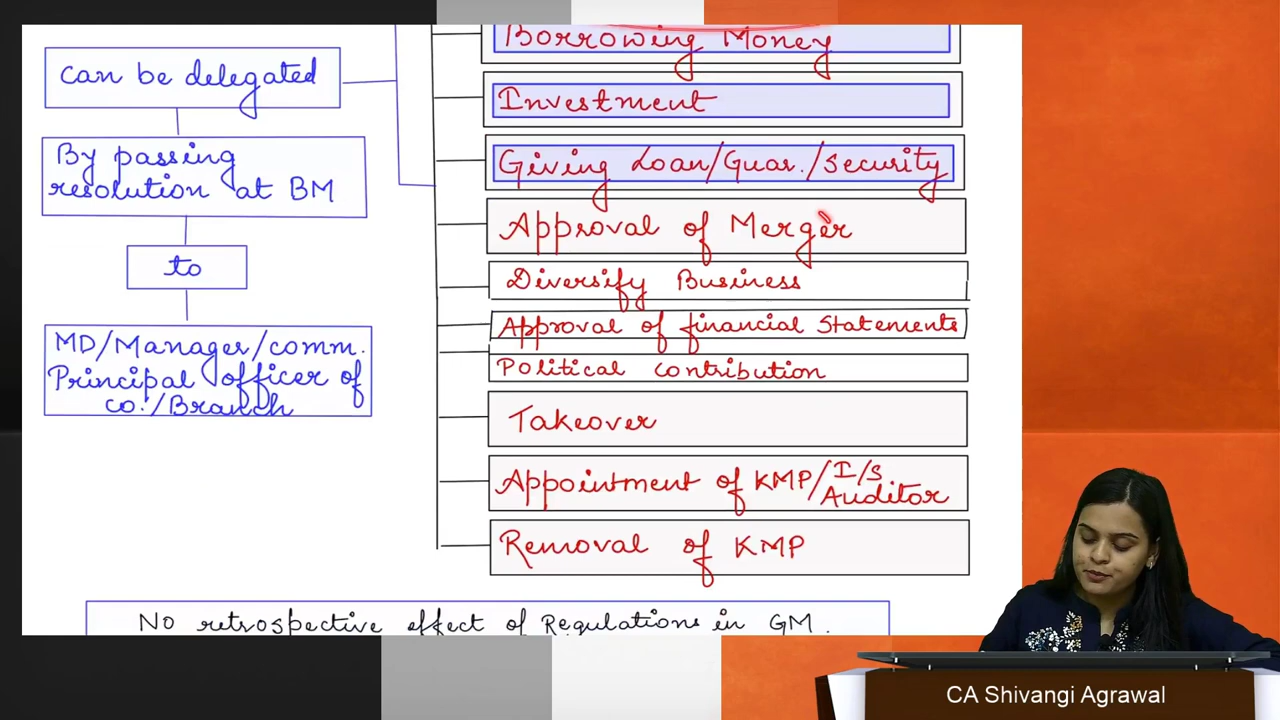 can be delegated
By passing
resolution at BM
to
MD/Manager/comm.
Principal officer of
co./Branch
Borrowing Money
Investment
Giving Loan/Guar./security
Approval of Merger
Diversify Business
Approval of financial Statements
Political contribution
Takeover
Appointment of KMP/I/S
Auditor
Removal of KMP
No retrospective effect of Regulations in GM.
CA Shivangi Agrawal